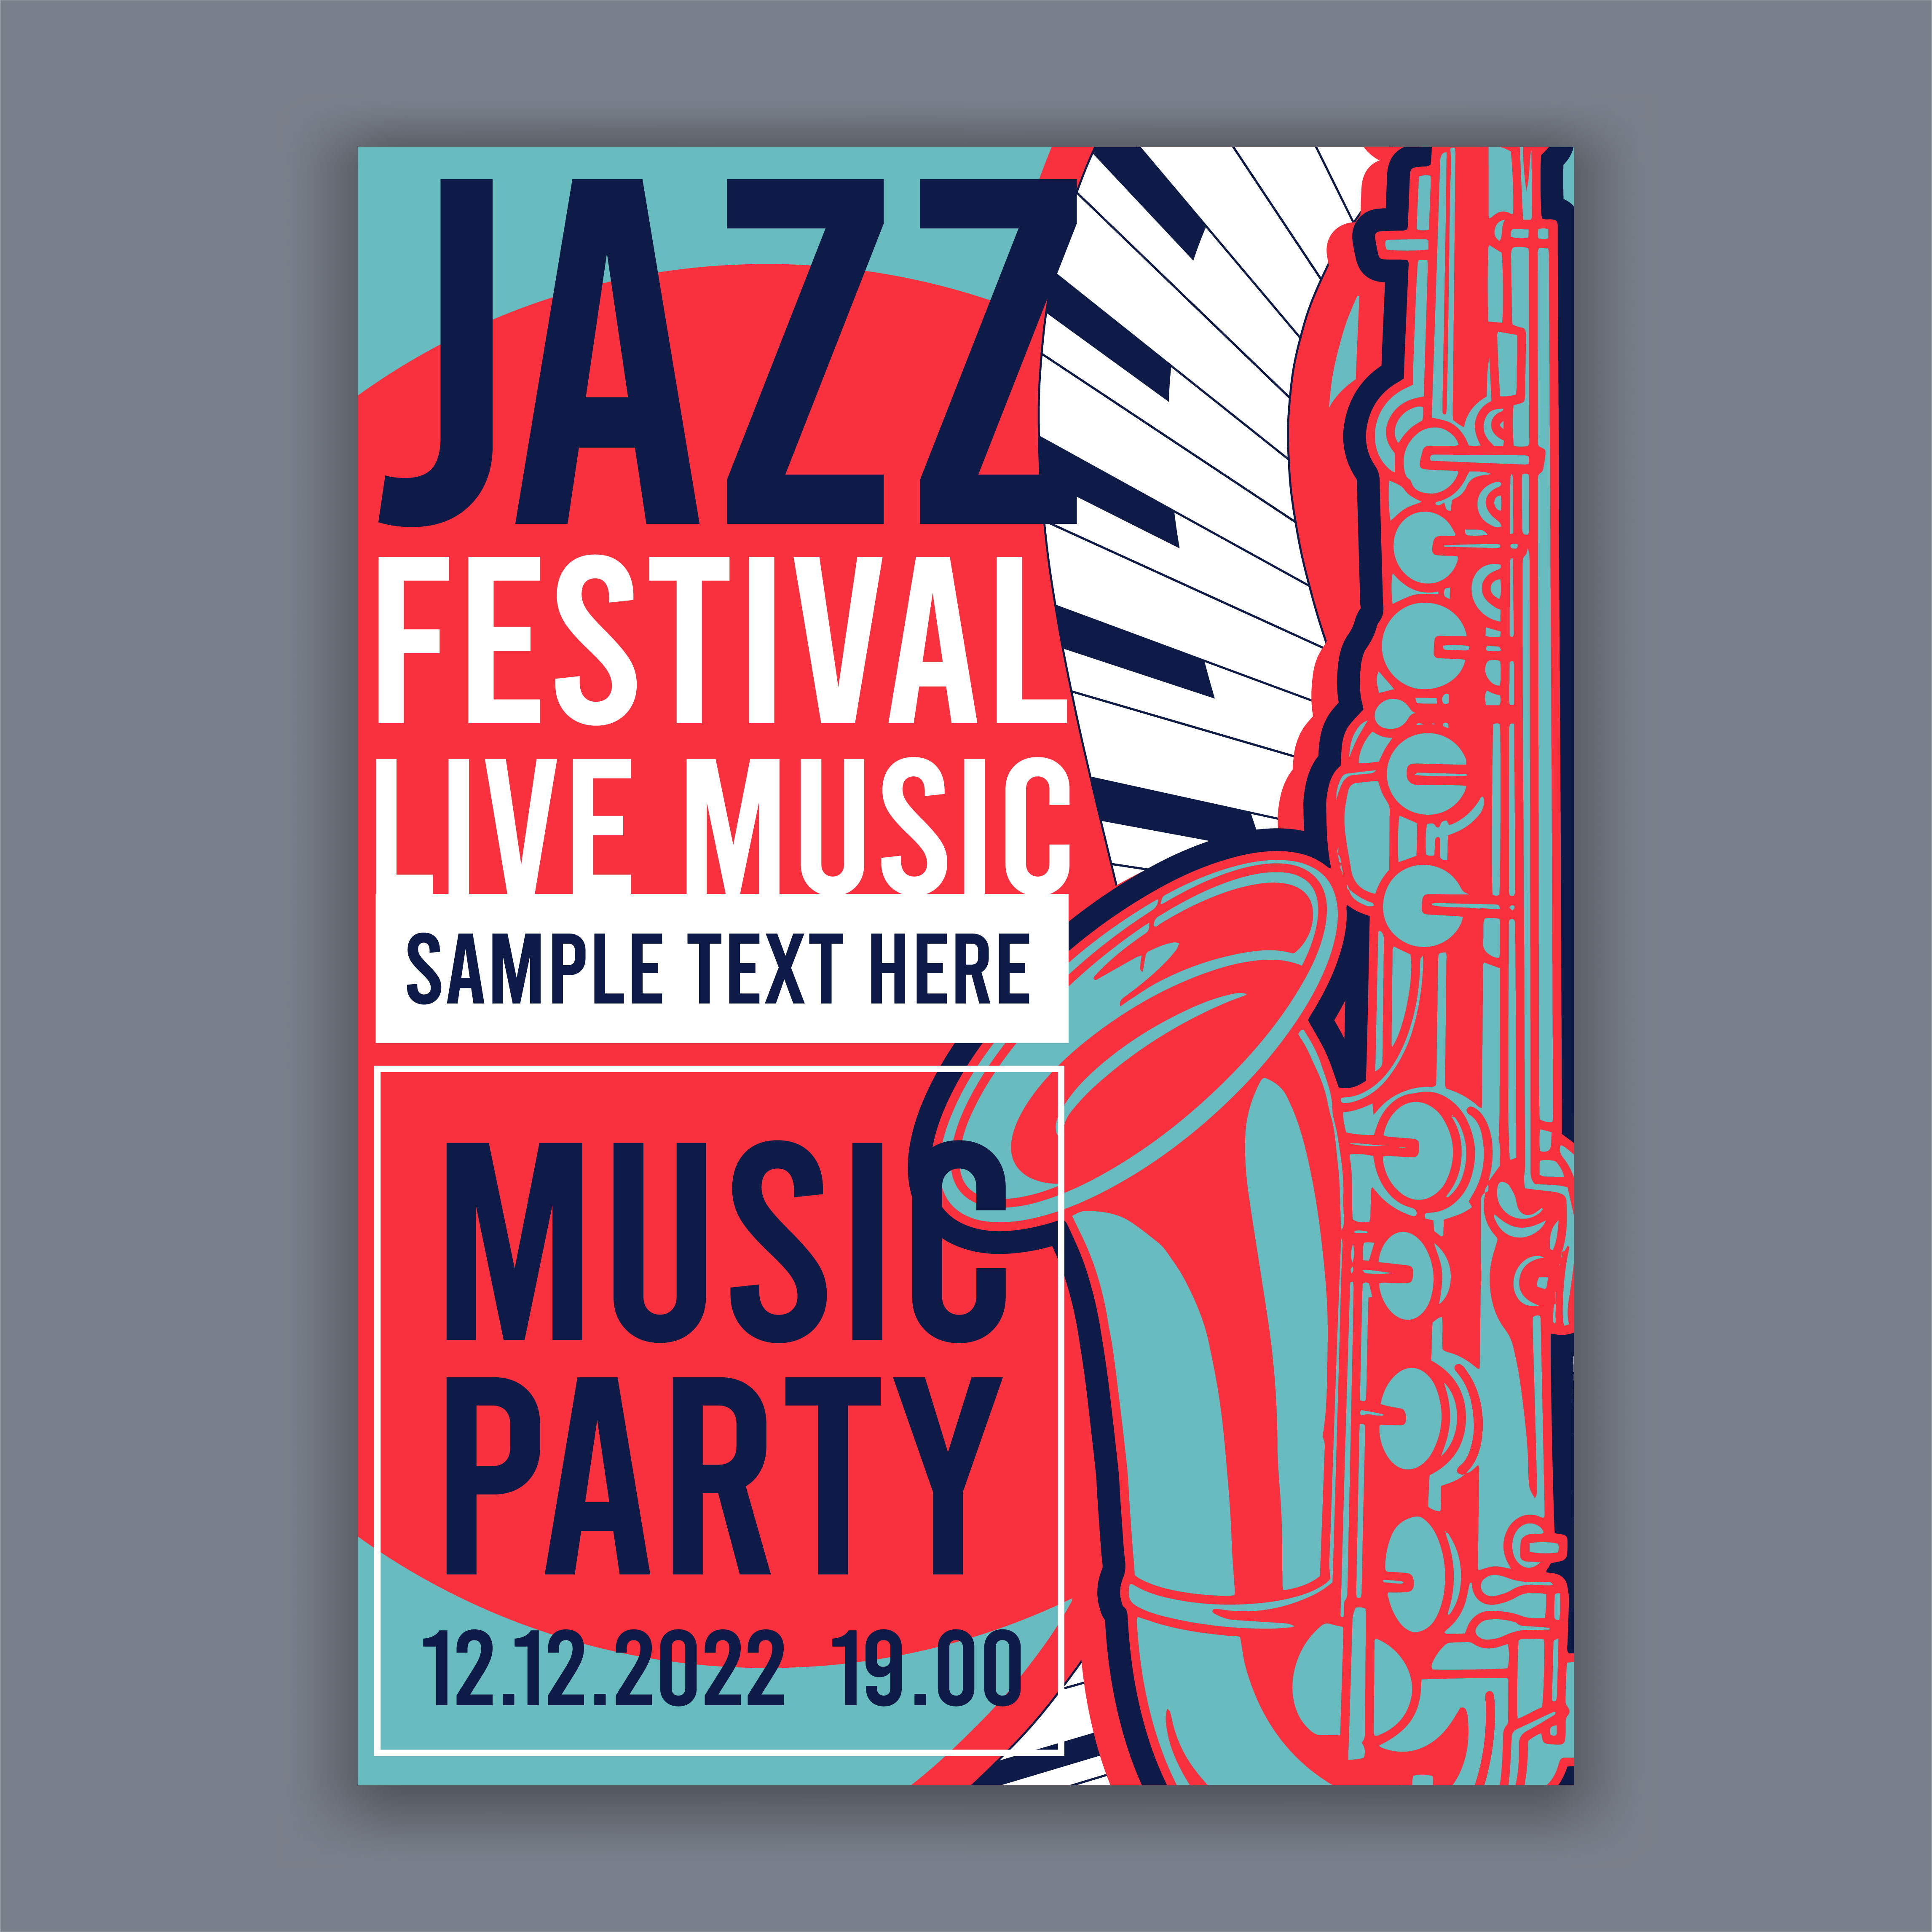 JAZZ
FESTIVAL
LIVE MUSIC
SAMPLE TEXT HERE
MUSIC
PARTY
12.12.2022 19.00